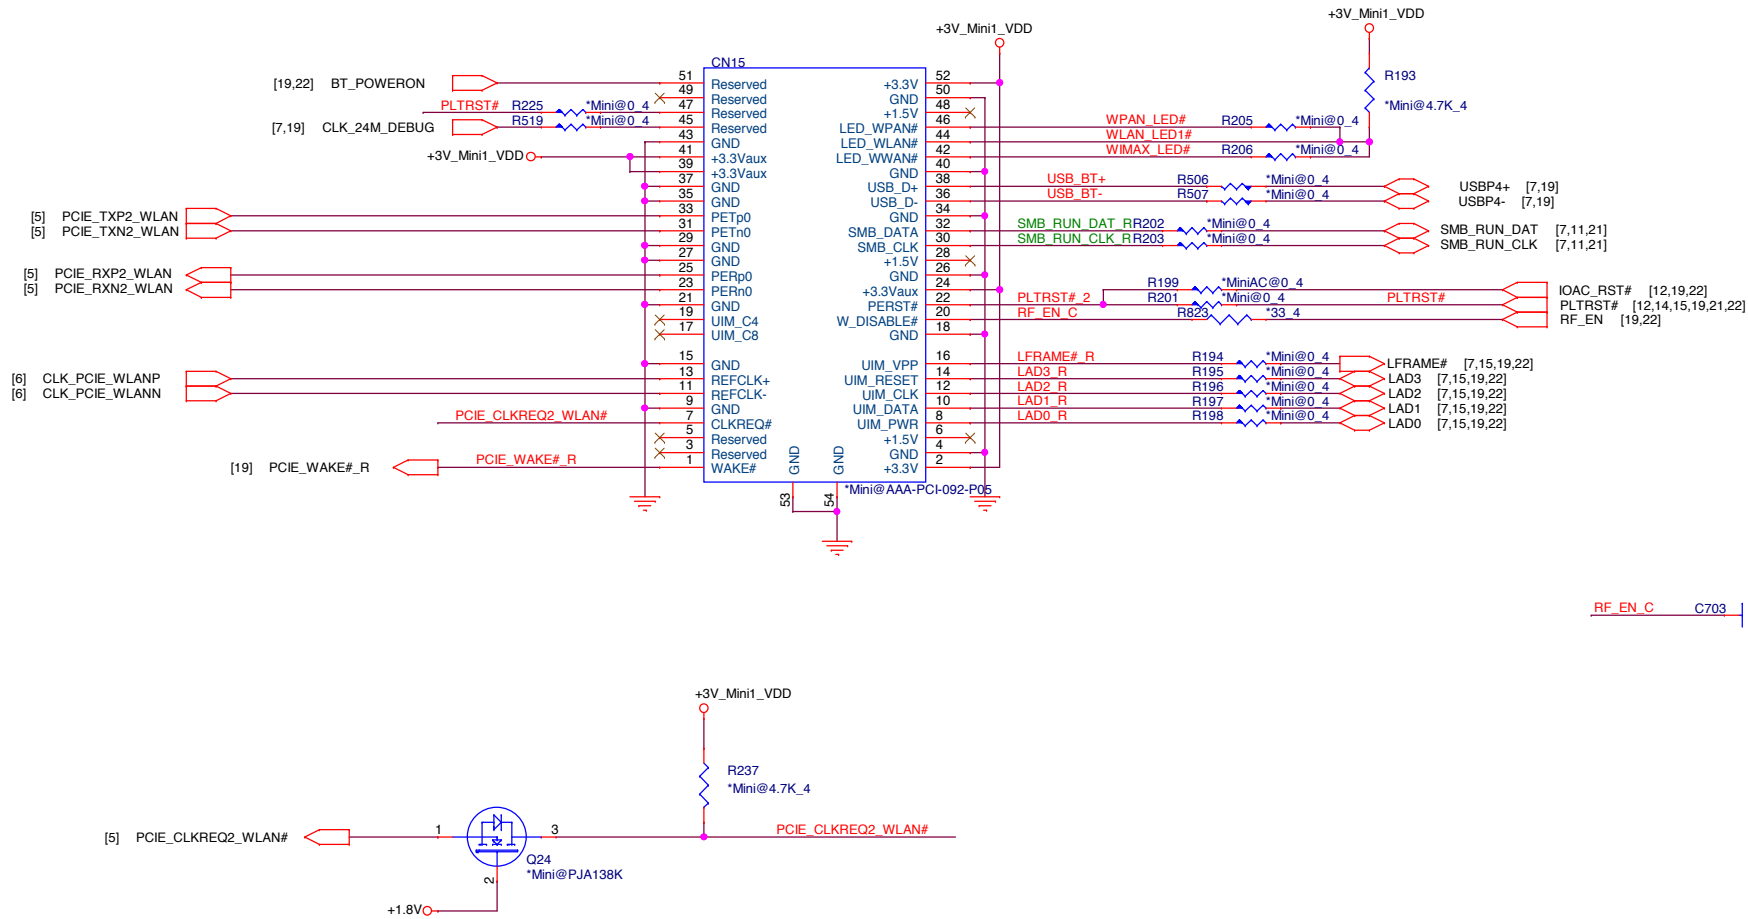 +3V_Mini1_VDD
+3V_Mini1_VDD
CN15
[19,22] BT_POWERON 51 Reserved +3.3V 52
49 Reserved GND 50
PLTRST# R225 *Mini@0_4 47 Reserved +1.5V 48
[7,19] CLK_24M_DEBUG R519 *Mini@0_4 45 Reserved LED_WPAN# 46 WPAN_LED# R205 *Mini@0_4
43 GND LED_WLAN# 44 WLAN_LED1#
+3V_Mini1_VDD 41 +3.3Vaux LED_WWAN# 42 WIMAX_LED# R206 *Mini@0_4
R193
*Mini@4.7K_4
39 +3.3Vaux GND 40
37 GND USB_D+ 38 USB_BT+ R506 *Mini@0_4 USBP4+ [7,19]
35 GND USB_D- 36 USB_BT- R507 *Mini@0_4 USBP4- [7,19]
[5] PCIE_TXP2_WLAN 33 PETp0 GND 34
[5] PCIE_TXN2_WLAN 31 PETn0 SMB_DATA 32 SMB_RUN_DAT_R R202 *Mini@0_4 SMB_RUN_DAT [7,11,21]
29 GND SMB_CLK 30 SMB_RUN_CLK_R R203 *Mini@0_4 SMB_RUN_CLK [7,11,21]
27 GND +1.5V 28
[5] PCIE_RXP2_WLAN 25 PERp0 GND 26
[5] PCIE_RXN2_WLAN 23 PERn0 +3.3Vaux 24 R199 *MiniAC@0_4 IOAC_RST# [12,19,22]
21 GND PERST# 22 PLTRST#_2 R201 *Mini@0_4 PLTRST# PLTRST# [12,14,15,19,21,22]
19 UIM_C4 W_DISABLE# 20 RF_EN_C R823 *33_4 RF_EN [19,22]
17 UIM_C8 GND 18
15 GND UIM_VPP 16 LFRAME#_R R194 *Mini@0_4 LFRAME# [7,15,19,22]
[6] CLK_PCIE_WLANP 13 REFCLK+ UIM_RESET 14 LAD3_R R195 *Mini@0_4 LAD3 [7,15,19,22]
[6] CLK_PCIE_WLANN 11 REFCLK- UIM_CLK 12 LAD2_R R196 *Mini@0_4 LAD2 [7,15,19,22]
9 GND UIM_DATA 10 LAD1_R R197 *Mini@0_4 LAD1 [7,15,19,22]
PCIE_CLKREQ2_WLAN# 7 CLKREQ# UIM_PWR 8 LAD0_R R198 *Mini@0_4 LAD0 [7,15,19,22]
5 Reserved +1.5V 6
3 Reserved GND 4
[19] PCIE_WAKE#_R PCIE_WAKE#_R 1 WAKE# +3.3V 2
GND GND
53 54
*Mini@AAA-PCI-092-P05
RF_EN_C C703
+3V_Mini1_VDD
R237
*Mini@4.7K_4
[5] PCIE_CLKREQ2_WLAN# 1 3 PCIE_CLKREQ2_WLAN#
Q24
*Mini@PJA138K
2
+1.8V